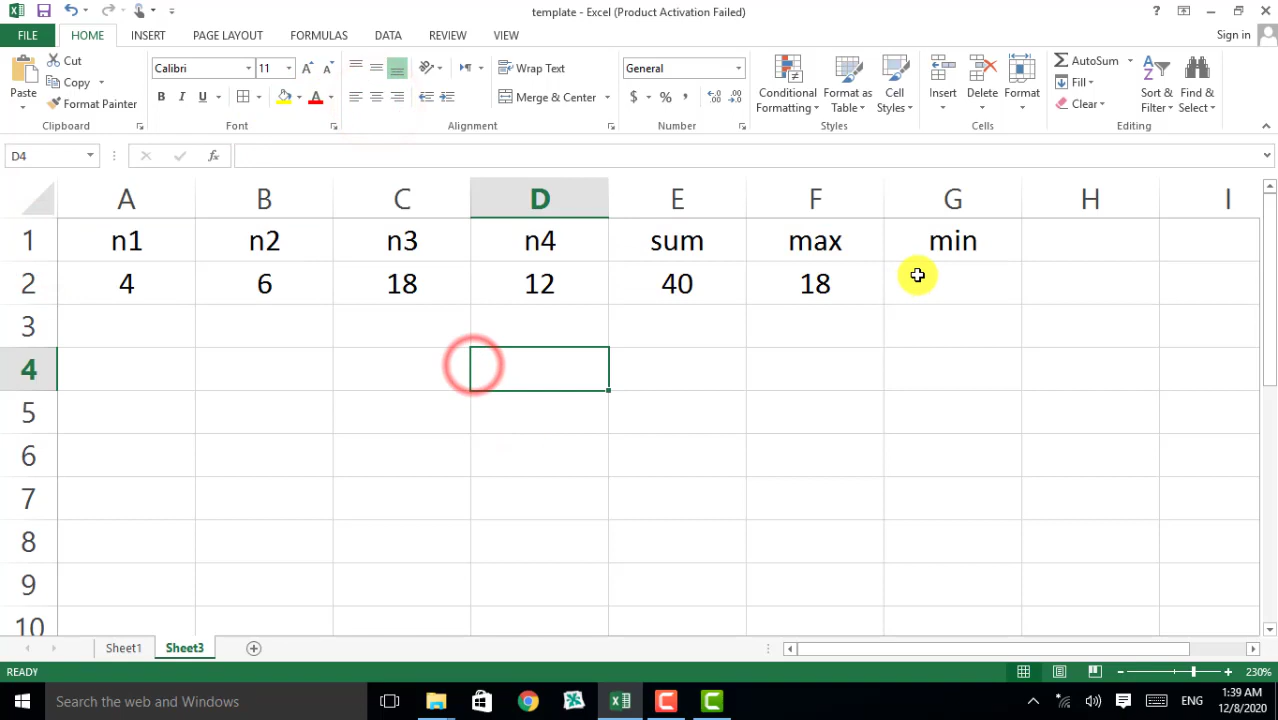 template - Excel (Product Activation Failed)
?
FILE HOME INSERT PAGE LAYOUT FORMULAS DATA REVIEW VIEW Sign in
Paste
Cut
Copy
Format Painter
Clipboard
Calibri 11
B I U A
Font
Wrap Text
Merge & Center
Alignment
General
$ % ,
Number
Conditional Formatting
Format as Table
Cell Styles
Styles
Insert
Delete
Format
Cells
AutoSum
Fill
Clear
Sort & Filter
Find & Select
Editing
D4 fx
A B C D E F G H I
1 n1 n2 n3 n4 sum max min
2 4 6 18 12 40 18
3
4
5
6
7
8
9
10
Sheet1 Sheet3
READY 230%
Search the web and Windows
ENG
1:39 AM
12/8/2020